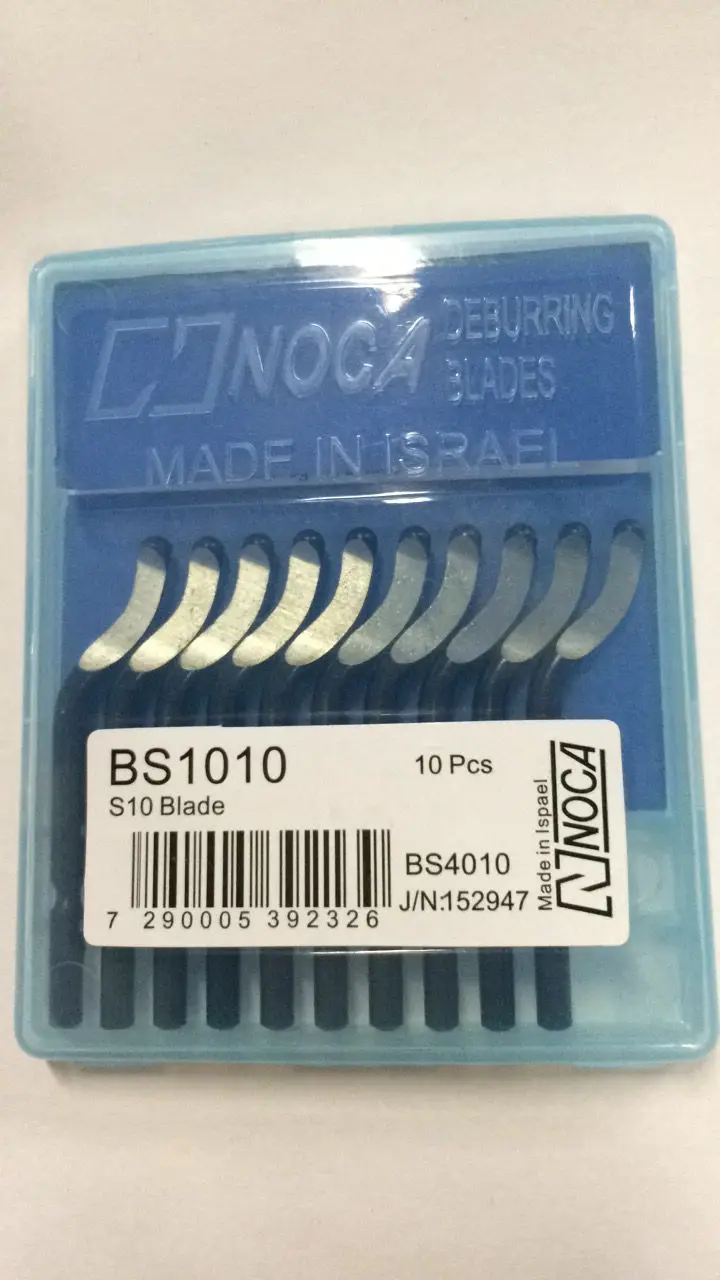 NOCA DEBURRING
BLADES
MADE IN ISRAEL
BS1010
10 Pcs
S10 Blade
7 290005 392326
BS4010
J/N:152947
Made in Ispael
NOCA